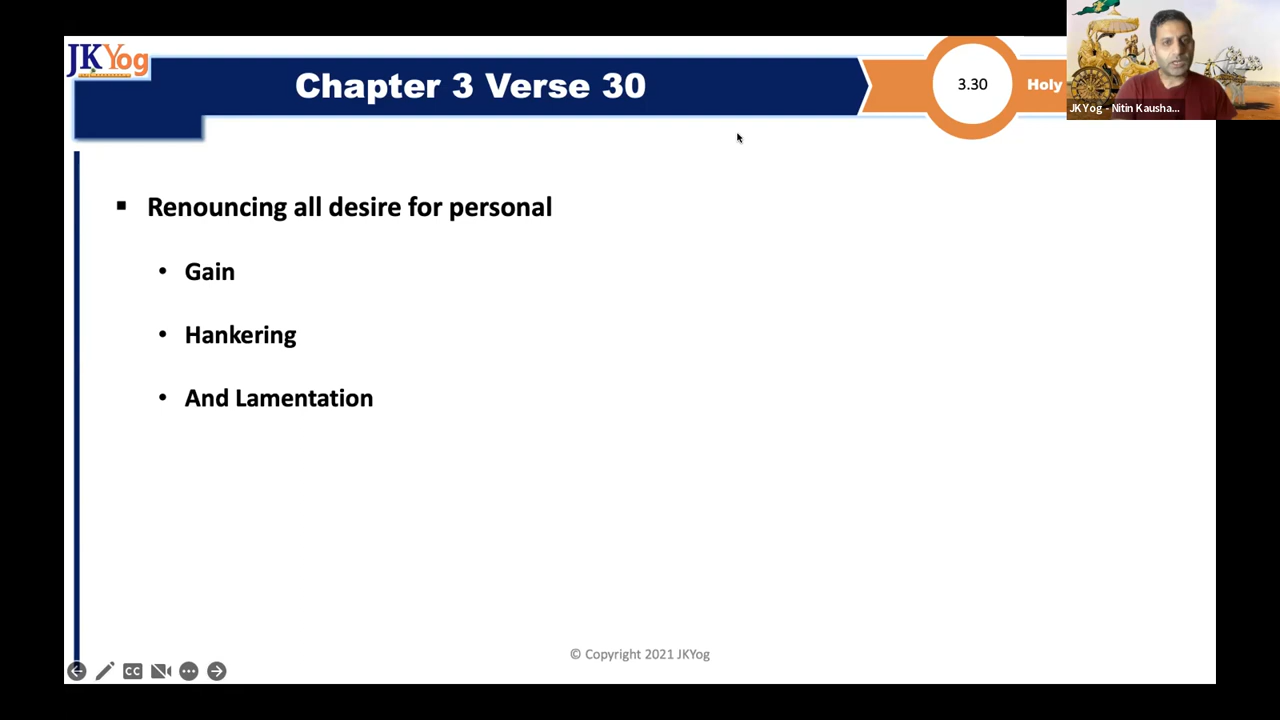 JKYog
Chapter 3 Verse 30
3.30
Holy
JKYog - Nitin Kausha...
Renouncing all desire for personal
Gain
Hankering
And Lamentation
© Copyright 2021 JKYog
CC